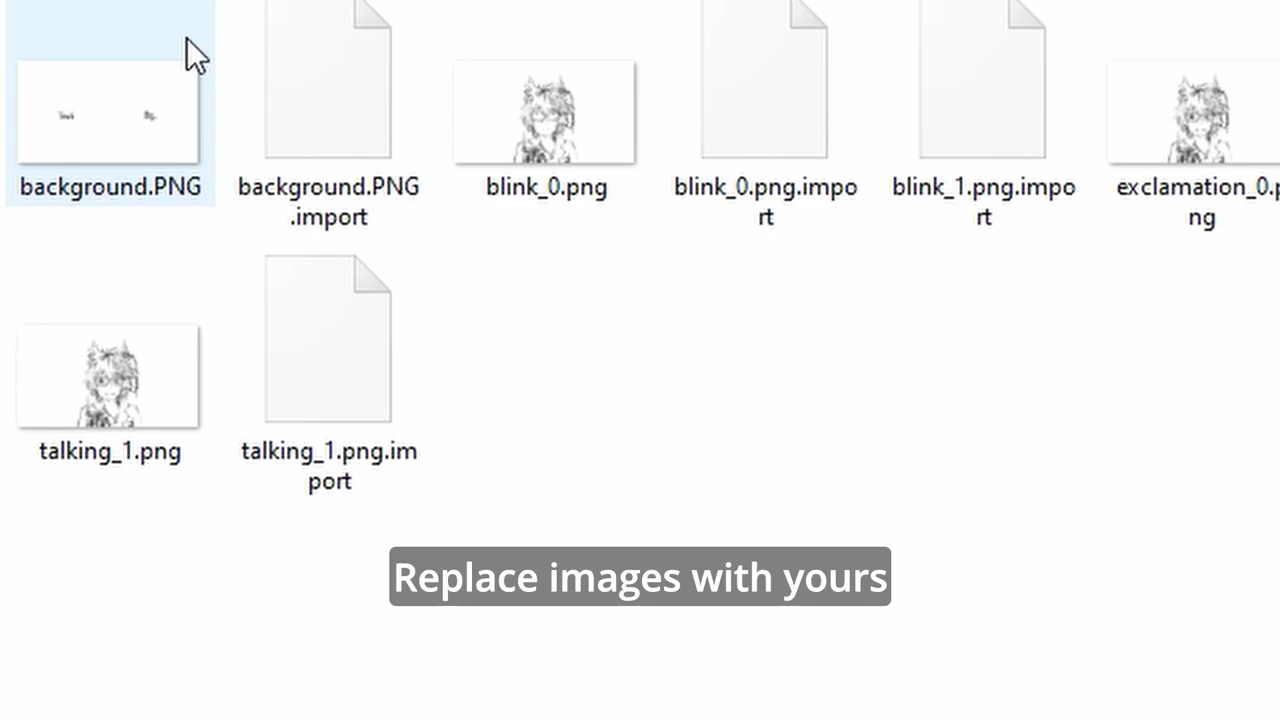 background.PNG
background.PNG
.import
blink_0.png
blink_0.png.impo
rt
blink_1.png.impo
rt
exclamation_0.p
ng
talking_1.png
talking_1.png.im
port
Replace images with yours